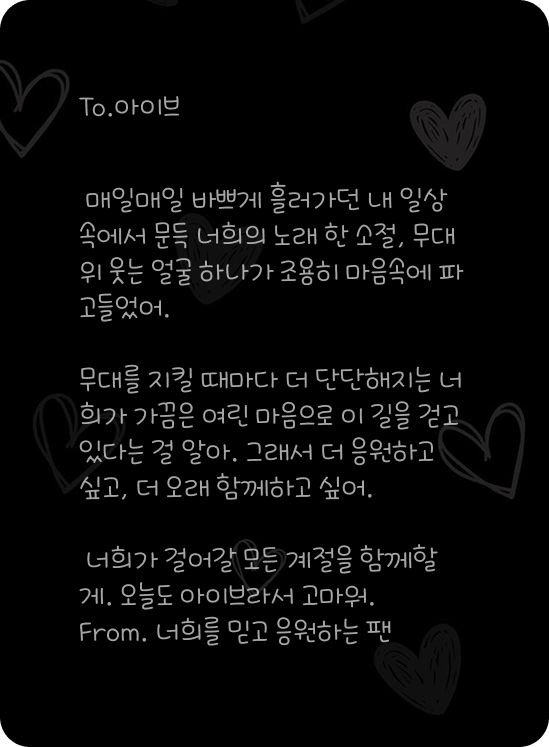 To.아이브
매일매일 바쁘게 흘러가던 내 일상
속에서 문득 너희의 노래 한 소절, 무대
위 웃는 얼굴 하나가 조용히 마음속에 파
고들었어.
무대를 지킬 때마다 더 단단해지는 너
희가 가끔은 여린 마음으로 이 길을 걷고
있다는 걸 알아. 그래서 더 응원하고
싶고, 더 오래 함께하고 싶어.
너희가 걸어갈 모든 계절을 함께할
게. 오늘도 아이브라서 고마워.
From. 너희를 믿고 응원하는 팬